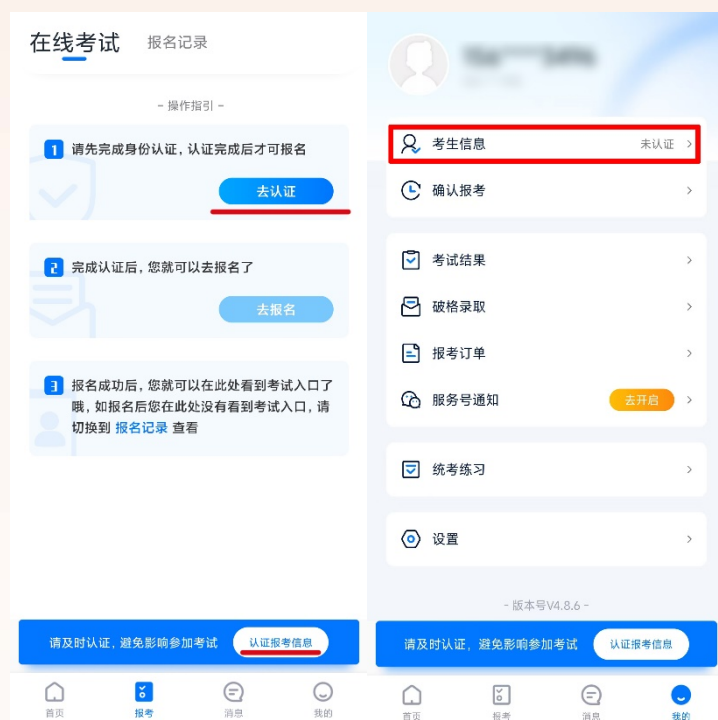 在线考试 报名记录
- 操作指引 -
1 请先完成身份认证，认证完成后才可报名
去认证
2 完成认证后，您就可以去报名了
去报名
3 报名成功后，您就可以在此处看到考试入口了
哦，如报名后您在此处没有看到考试入口，请
切换到 报名记录 查看
请及时认证，避免影响参加考试 认证报考信息
首页 报考 消息 我的
考生信息 未认证
确认报考
考试结果
破格录取
报考订单
服务号通知 去开启
统考练习
设置
- 版本号V4.8.6 -
请及时认证，避免影响参加考试 认证报考信息
首页 报考 消息 我的